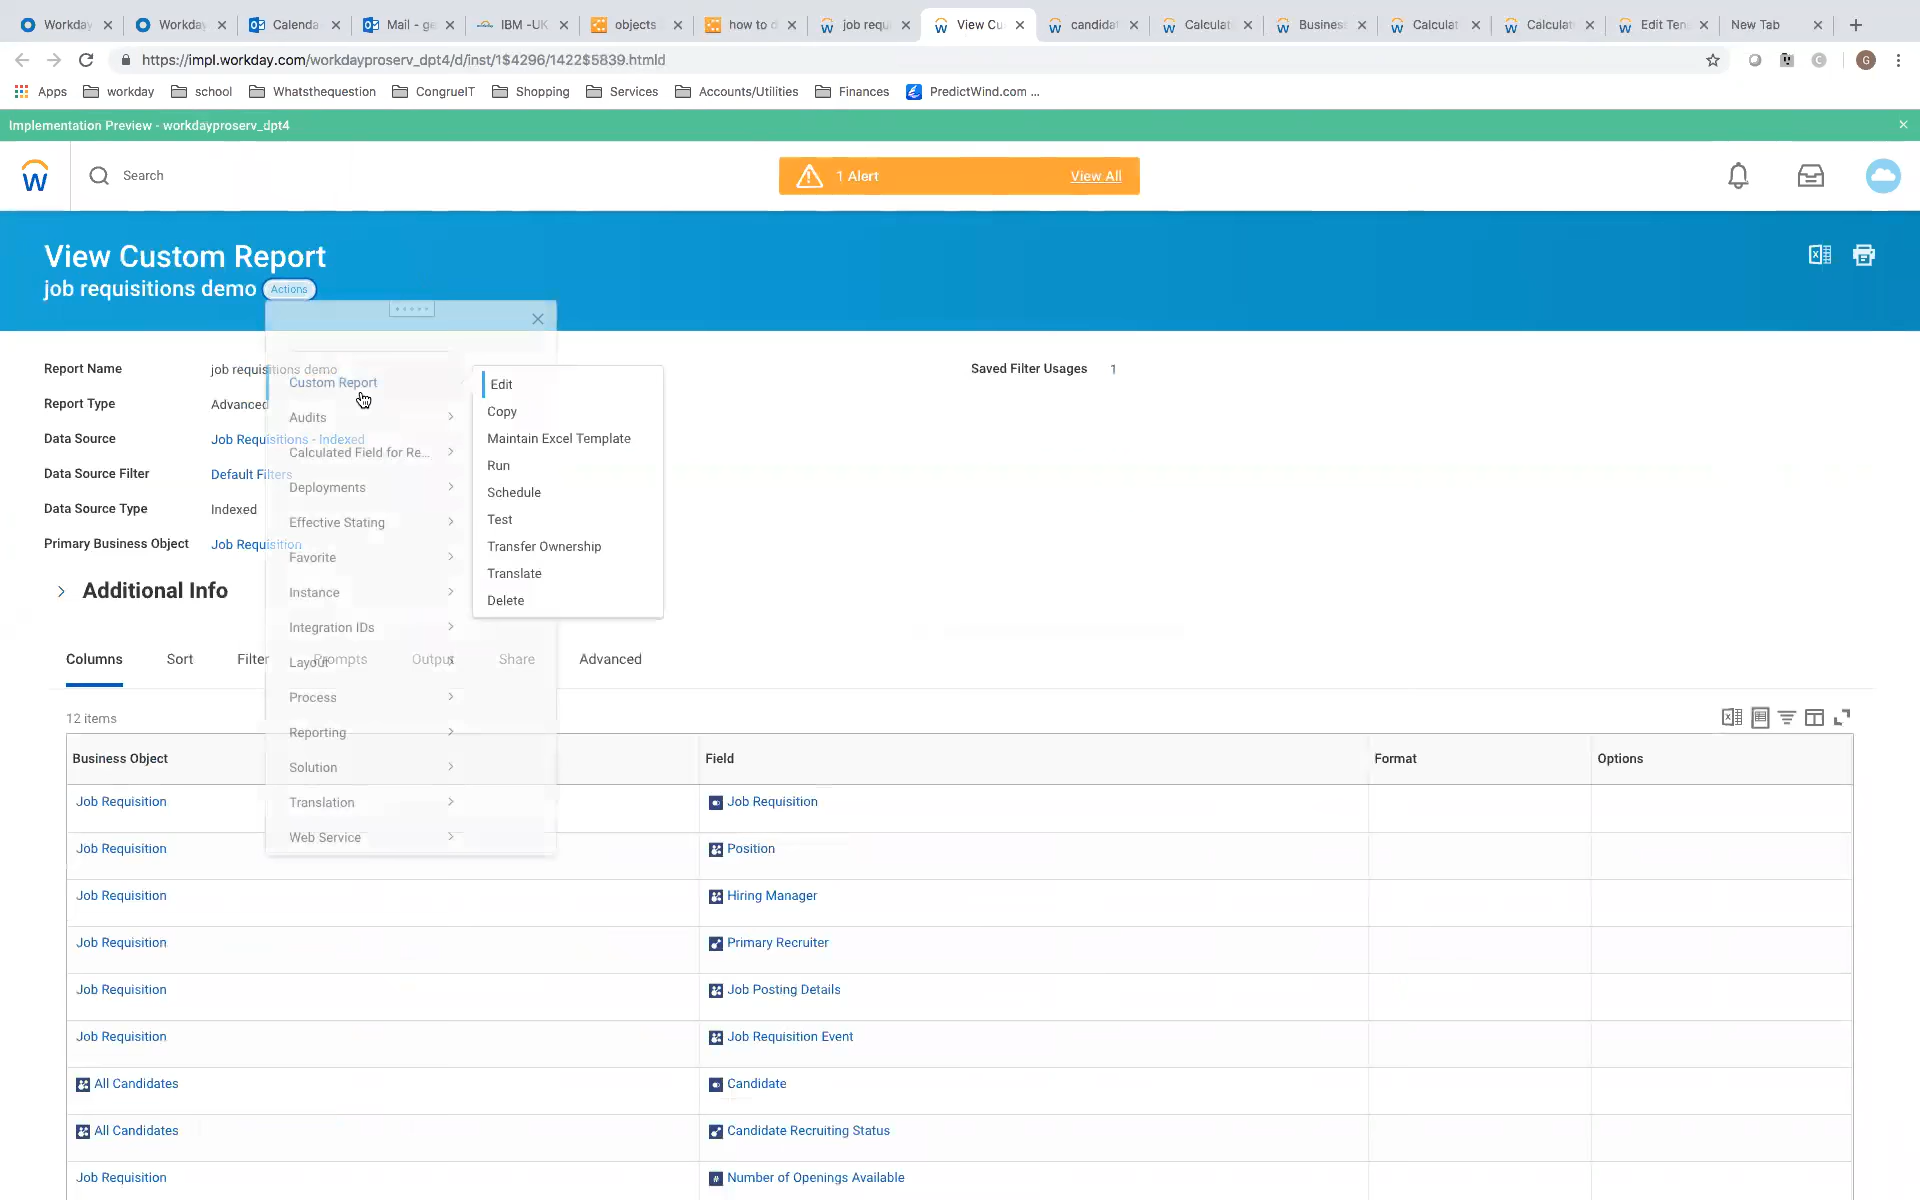 Workday
Workday
Calenda
Mail - ge
IBM -UK
objects
how to d
job requ
View Cu
candidat
Calculat
Busines
Calculat
Calculat
Edit Ten
New Tab
https://impl.workday.com/workdayproserv_dpt4/d/inst/1$4296/1422$5839.htmld
G
Apps
workday
school
Whatsthequestion
CongrueIT
Shopping
Services
Accounts/Utilities
Finances
PredictWind.com ...
Implementation Preview - workdayproserv_dpt4
Search
1 Alert
View All
View Custom Report
job requisitions demo
Actions
Report Name
job requisitions demo
Saved Filter Usages
1
Report Type
Advanced
Data Source
Job Requisitions - Indexed
Data Source Filter
Default Filters
Data Source Type
Indexed
Primary Business Object
Job Requisition
Additional Info
Custom Report
Audits
Calculated Field for Re...
Deployments
Effective Stating
Favorite
Instance
Integration IDs
Layout
Process
Reporting
Solution
Translation
Web Service
Edit
Copy
Maintain Excel Template
Run
Schedule
Test
Transfer Ownership
Translate
Delete
Columns
Sort
Filter
Prompts
Output
Share
Advanced
12 items
Business Object
Field
Format
Options
Job Requisition
Job Requisition
Job Requisition
Position
Job Requisition
Hiring Manager
Job Requisition
Primary Recruiter
Job Requisition
Job Posting Details
Job Requisition
Job Requisition Event
All Candidates
Candidate
All Candidates
Candidate Recruiting Status
Job Requisition
Number of Openings Available